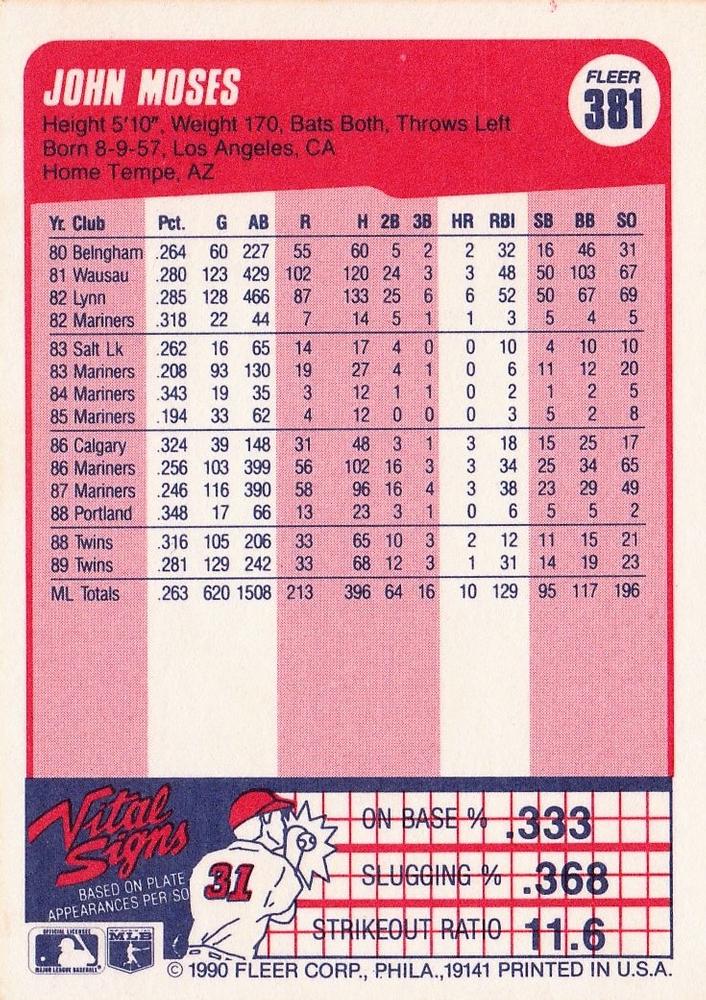 JOHN MOSES
FLEER
381
Height 5'10", Weight 170, Bats Both, Throws Left
Born 8-9-57, Los Angeles, CA
Home Tempe, AZ
Yr. Club Pct. G AB R H 2B 3B HR RBI SB BB SO
80 Belngham .264 60 227 55 60 5 2 2 32 16 46 31
81 Wausau .280 123 429 102 120 24 3 3 48 50 103 67
82 Lynn .285 128 466 87 133 25 6 6 52 50 67 69
82 Mariners .318 22 44 7 14 5 1 1 3 5 4 5
83 Salt Lk .262 16 65 14 17 4 0 0 10 4 10 10
83 Mariners .208 93 130 19 27 4 1 0 6 11 12 20
84 Mariners .343 19 35 3 12 1 1 0 2 1 2 5
85 Mariners .194 33 62 4 12 0 0 0 3 5 2 8
86 Calgary .324 39 148 31 48 3 1 3 18 15 25 17
86 Mariners .256 103 399 56 102 16 3 3 34 25 34 65
87 Mariners .246 116 390 58 96 16 4 3 38 23 29 49
88 Portland .348 17 66 13 23 3 1 0 6 5 5 2
88 Twins .316 105 206 33 65 10 3 2 12 11 15 21
89 Twins .281 129 242 33 68 12 3 1 31 14 19 23
ML Totals .263 620 1508 213 396 64 16 10 129 95 117 196
Vital
Signs
BASED ON PLATE
APPEARANCES PER SO
31
ON BASE % .333
SLUGGING % .368
STRIKEOUT RATIO 11.6
OFFICIAL LICENSEE
MAJOR LEAGUE BASEBALL
MLB
© 1990 FLEER CORP., PHILA.,19141 PRINTED IN U.S.A.